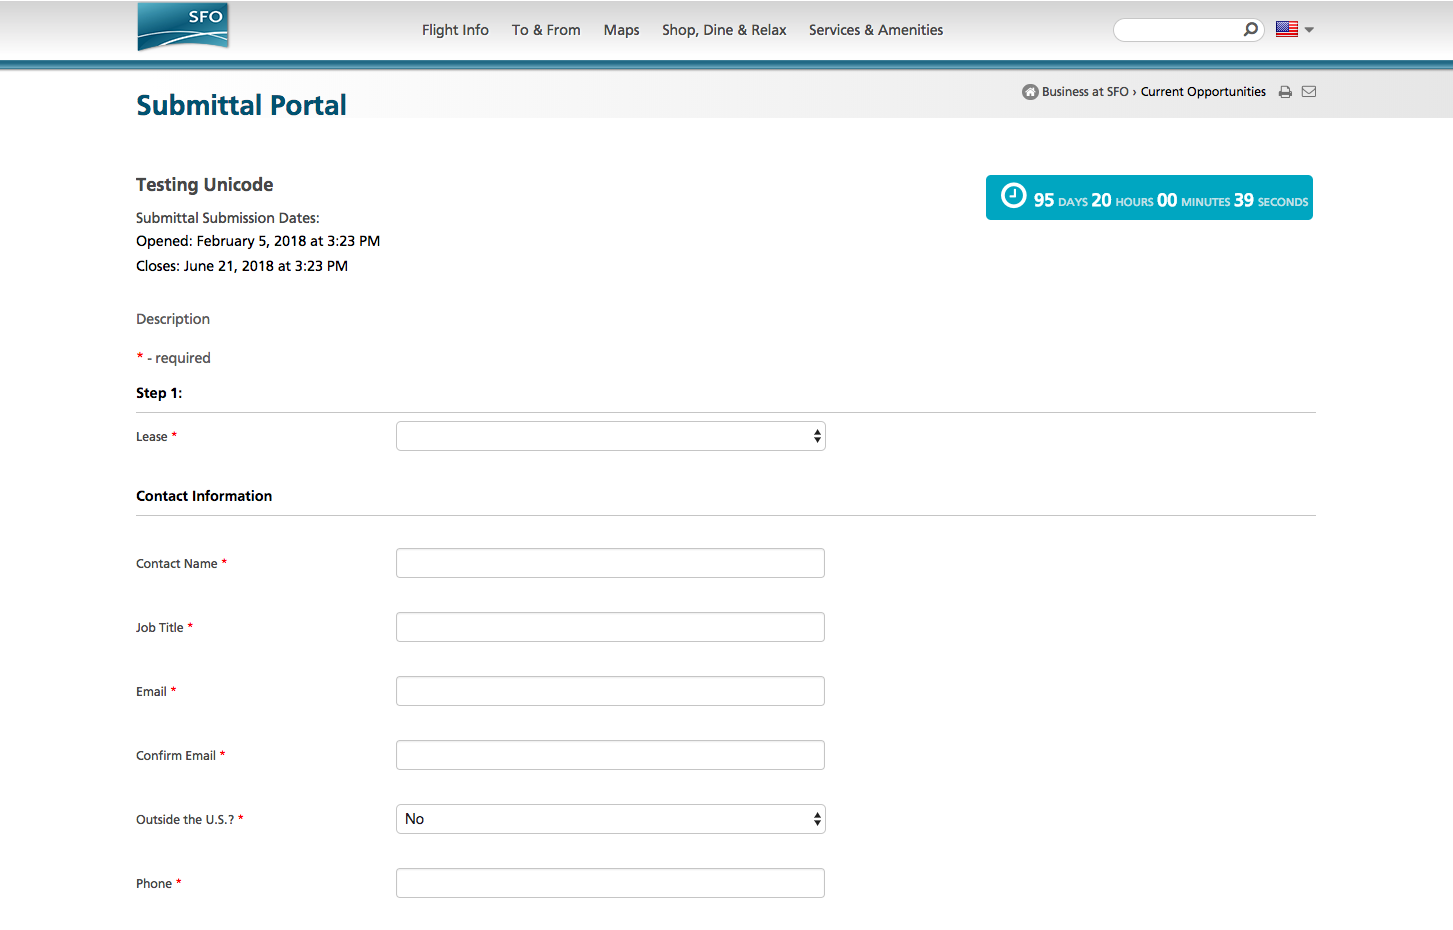 SFO
Flight Info To & From Maps Shop, Dine & Relax Services & Amenities
Business at SFO › Current Opportunities
Submittal Portal
Testing Unicode
95 DAYS 20 HOURS 00 MINUTES 39 SECONDS
Submittal Submission Dates:
Opened: February 5, 2018 at 3:23 PM
Closes: June 21, 2018 at 3:23 PM
Description
* - required
Step 1:
Lease *
Contact Information
Contact Name *
Job Title *
Email *
Confirm Email *
Outside the U.S.? * No
Phone *